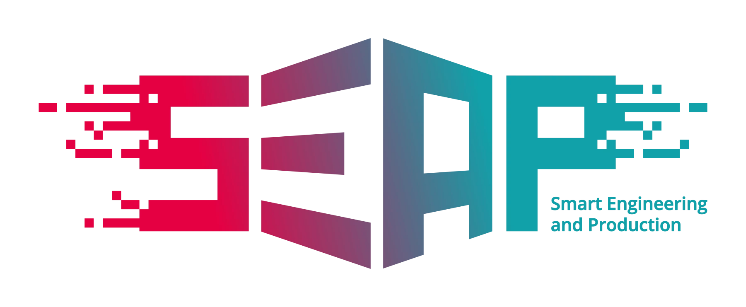 SEAP
Smart Engineering
and Production